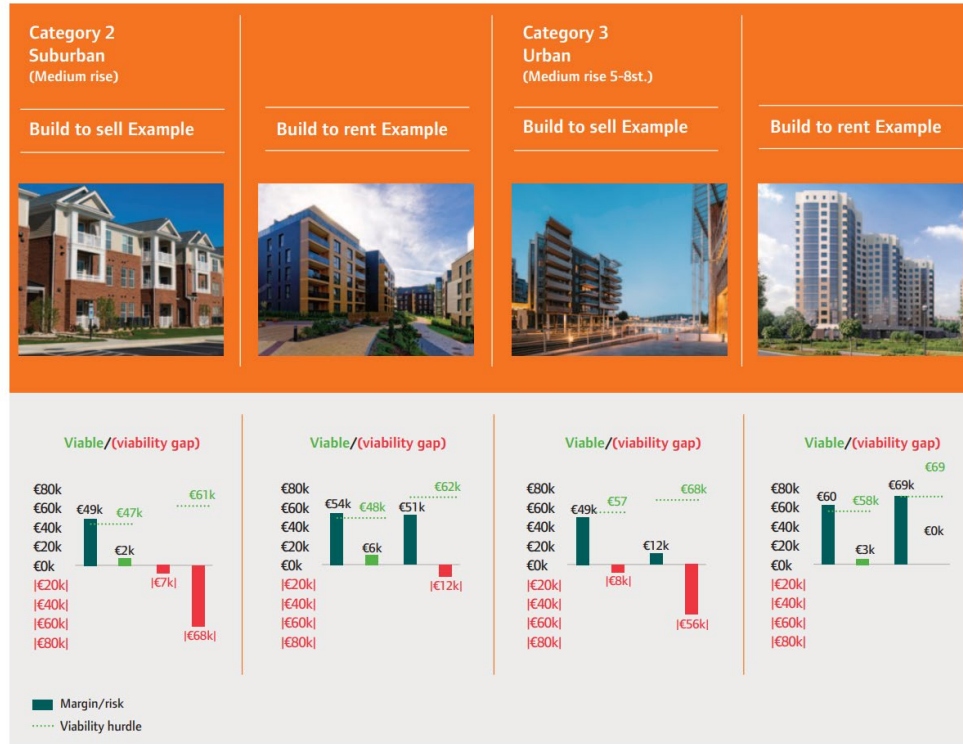 Category 2
Suburban
(Medium rise)
Build to sell Example
Build to rent Example
Category 3
Urban
(Medium rise 5-8st.)
Build to sell Example
Build to rent Example
Viable/(viability gap)
€80k
€60k
€40k
€20k
€0k
|€20k|
|€40k|
|€60k|
|€80k|
€49k
€47k
€2k
|€7k|
€61k
|€68k|
Viable/(viability gap)
€80k
€60k
€40k
€20k
€0k
|€20k|
|€40k|
|€60k|
|€80k|
€54k
€48k
€6k
€51k
€62k
|€12k|
Viable/(viability gap)
€80k
€60k
€40k
€20k
€0k
|€20k|
|€40k|
|€60k|
|€80k|
€49k
€57
|€8k|
€12k
€68k
|€56k|
Viable/(viability gap)
€80k
€60k
€40k
€20k
€0k
|€20k|
|€40k|
|€60k|
|€80k|
€60
€58k
€3k
€69k
€69
€0k
Margin/risk
Viability hurdle